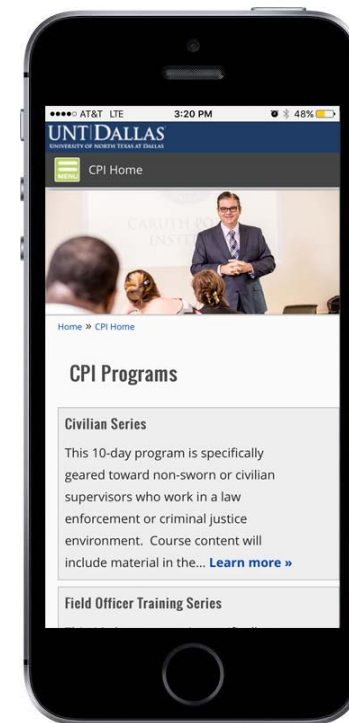 AT&T LTE 3:20 PM 48%
UNT DALLAS
UNIVERSITY OF NORTH TEXAS AT DALLAS
MENU CPI Home
CARUTH PO
INSTIT
Home » CPI Home
CPI Programs
Civilian Series
This 10-day program is specifically
geared toward non-sworn or civilian
supervisors who work in a law
enforcement or criminal justice
environment. Course content will
include material in the... Learn more »
Field Officer Training Series